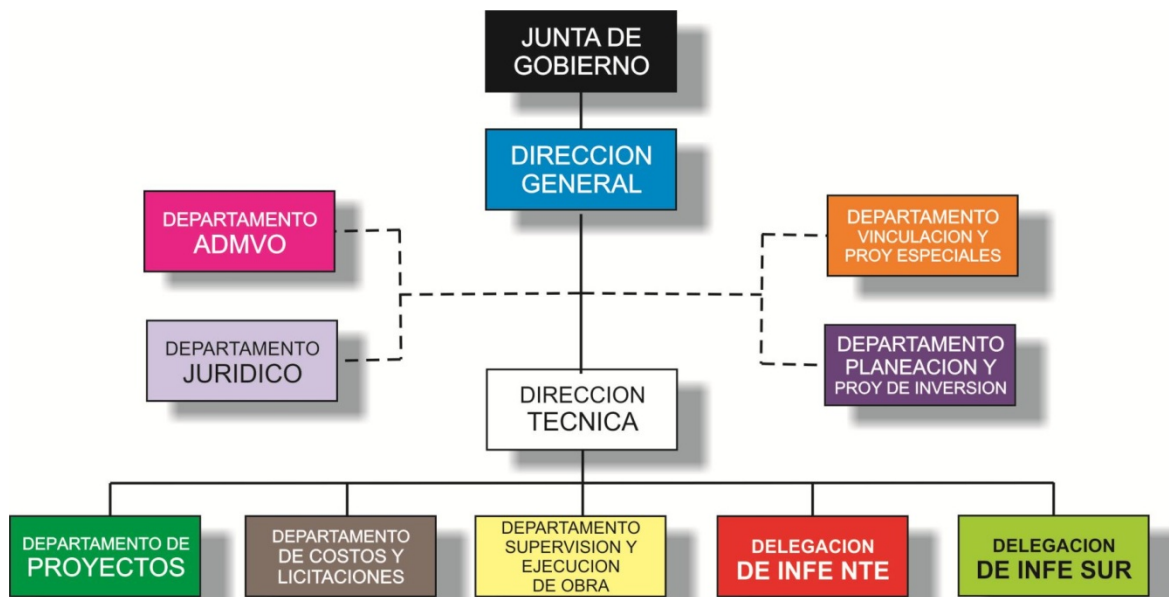 JUNTA DE
GOBIERNO
DIRECCION
GENERAL
DEPARTAMENTO
ADMVO
DEPARTAMENTO
VINCULACION Y
PROY ESPECIALES
DEPARTAMENTO
JURIDICO
DEPARTAMENTO
PLANEACION Y
PROY DE INVERSION
DIRECCION
TECNICA
DEPARTAMENTO DE
PROYECTOS
DEPARTAMENTO
DE COSTOS Y
LICITACIONES
DEPARTAMENTO
SUPERVISION Y
EJECUCION
DE OBRA
DELEGACION
DE INFE NTE
DELEGACION
DE INFE SUR